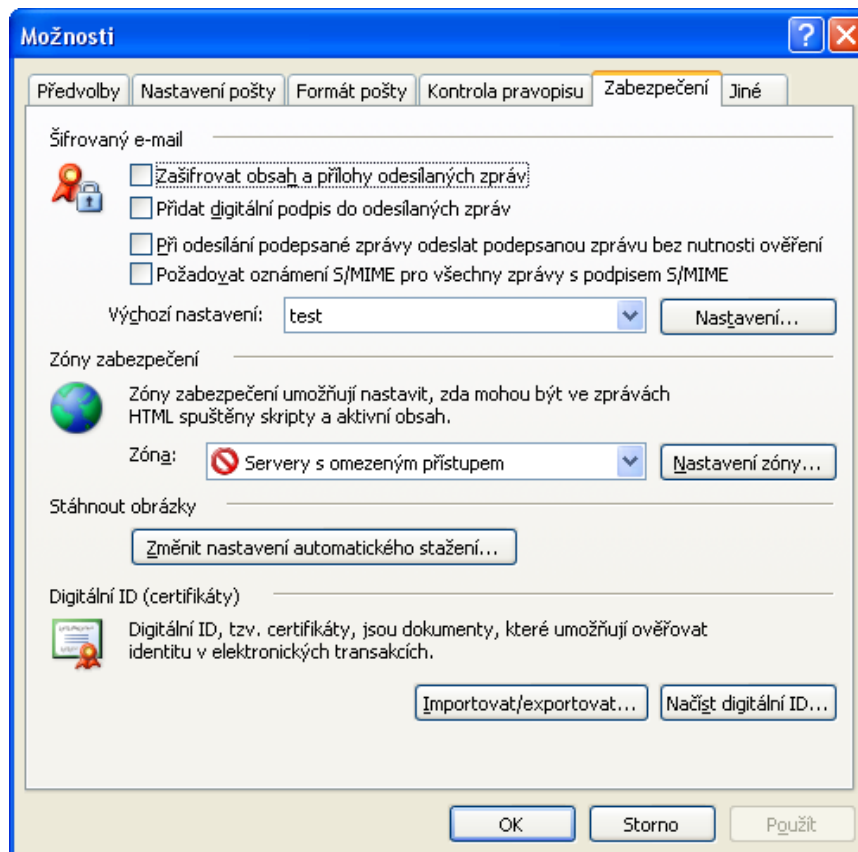 Možnosti
Předvolby Nastavení pošty Formát pošty Kontrola pravopisu Zabezpečení Jiné
Šifrovaný e-mail
Zašifrovat obsah a přílohy odesílaných zpráv
Přidat digitální podpis do odesílaných zpráv
Při odesílání podepsané zprávy odeslat podepsanou zprávu bez nutnosti ověření
Požadovat oznámení S/MIME pro všechny zprávy s podpisem S/MIME
Výchozí nastavení: test Nastavení...
Zóny zabezpečení
Zóny zabezpečení umožňují nastavit, zda mohou být ve zprávách
HTML spuštěny skripty a aktivní obsah.
Zóna: Servery s omezeným přístupem Nastavení zóny...
Stáhnout obrázky
Změnit nastavení automatického stažení...
Digitální ID (certifikáty)
Digitální ID, tzv. certifikáty, jsou dokumenty, které umožňují ověřovat
identitu v elektronických transakcích.
Importovat/exportovat... Načíst digitální ID...
OK Storno Použít